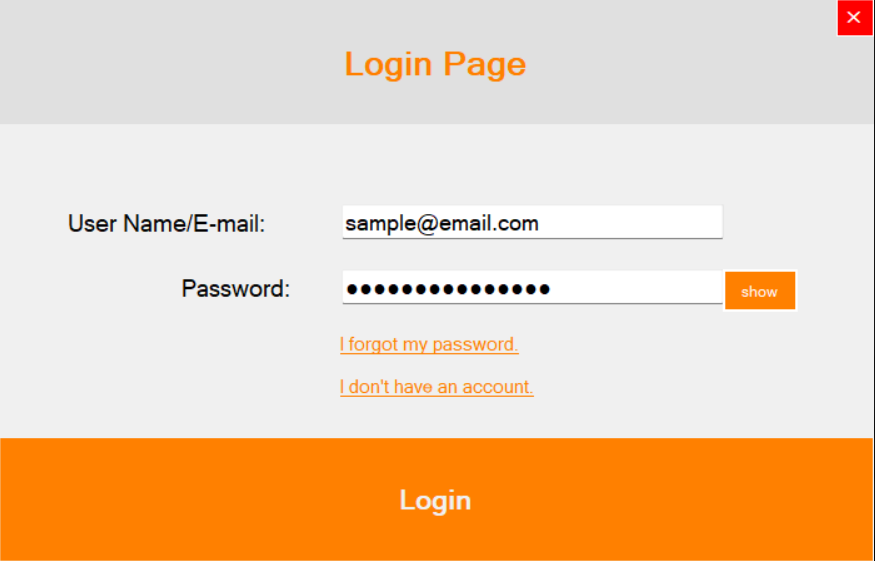 ×
Login Page
User Name/E-mail: sample@email.com
Password: ●●●●●●●●●●●●●●● show
I forgot my password.
I don't have an account.
Login